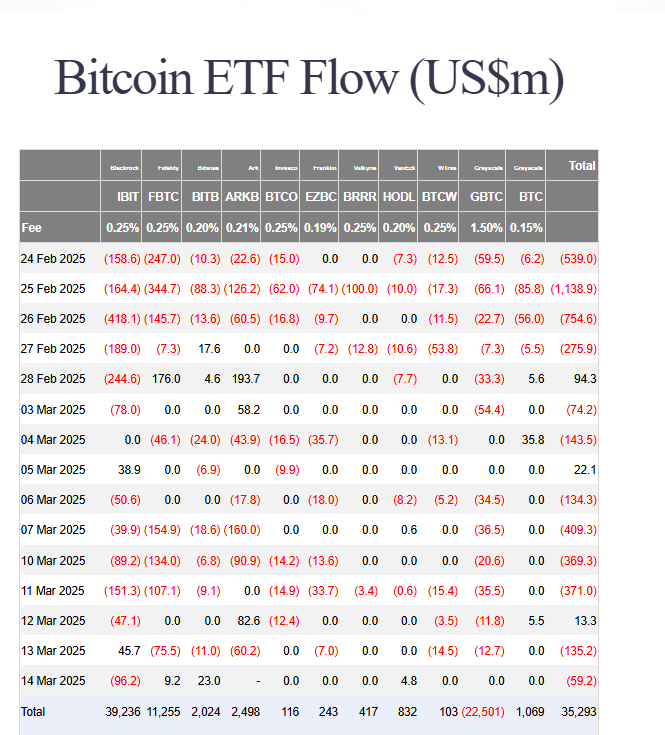 Bitcoin ETF Flow (US$m)
Blackrock Fidelity Bitwise Ark Invesco Franklin Valkyrie VanEck WTree Grayscale Grayscale Total
IBIT FBTC BITB ARKB BTCO EZBC BRRR HODL BTCW GBTC BTC
Fee 0.25% 0.25% 0.20% 0.21% 0.25% 0.19% 0.25% 0.20% 0.25% 1.50% 0.15%
24 Feb 2025 (158.6) (247.0) (10.3) (22.6) (15.0) 0.0 0.0 (7.3) (12.5) (59.5) (6.2) (539.0)
25 Feb 2025 (164.4) (344.7) (88.3) (126.2) (62.0) (74.1) (100.0) (10.0) (17.3) (66.1) (85.8) (1,138.9)
26 Feb 2025 (418.1) (145.7) (13.6) (60.5) (16.8) (9.7) 0.0 0.0 (11.5) (22.7) (56.0) (754.6)
27 Feb 2025 (189.0) (7.3) 17.6 0.0 0.0 (7.2) (12.8) (10.6) (53.8) (7.3) (5.5) (275.9)
28 Feb 2025 (244.6) 176.0 4.6 193.7 0.0 0.0 0.0 (7.7) 0.0 (33.3) 5.6 94.3
03 Mar 2025 (78.0) 0.0 0.0 58.2 0.0 0.0 0.0 0.0 0.0 (54.4) 0.0 (74.2)
04 Mar 2025 0.0 (46.1) (24.0) (43.9) (16.5) (35.7) 0.0 0.0 (13.1) 0.0 35.8 (143.5)
05 Mar 2025 38.9 0.0 (6.9) 0.0 (9.9) 0.0 0.0 0.0 0.0 0.0 0.0 22.1
06 Mar 2025 (50.6) 0.0 0.0 (17.8) 0.0 (18.0) 0.0 (8.2) (5.2) (34.5) 0.0 (134.3)
07 Mar 2025 (39.9) (154.9) (18.6) (160.0) 0.0 0.0 0.0 0.6 0.0 (36.5) 0.0 (409.3)
10 Mar 2025 (89.2) (134.0) (6.8) (90.9) (14.2) (13.6) 0.0 0.0 0.0 (20.6) 0.0 (369.3)
11 Mar 2025 (151.3) (107.1) (9.1) 0.0 (14.9) (33.7) (3.4) (0.6) (15.4) (35.5) 0.0 (371.0)
12 Mar 2025 (47.1) 0.0 0.0 82.6 (12.4) 0.0 0.0 0.0 (3.5) (11.8) 5.5 13.3
13 Mar 2025 45.7 (75.5) (11.0) (60.2) 0.0 (7.0) 0.0 0.0 (14.5) (12.7) 0.0 (135.2)
14 Mar 2025 (96.2) 9.2 23.0 - 0.0 0.0 0.0 4.8 0.0 0.0 0.0 (59.2)
Total 39,236 11,255 2,024 2,498 116 243 417 832 103 (22,501) 1,069 35,293